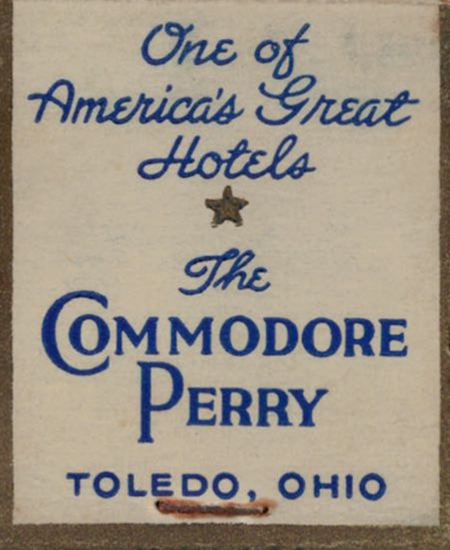 One of
America's Great
Hotels
The
COMMODORE
PERRY
TOLEDO, OHIO